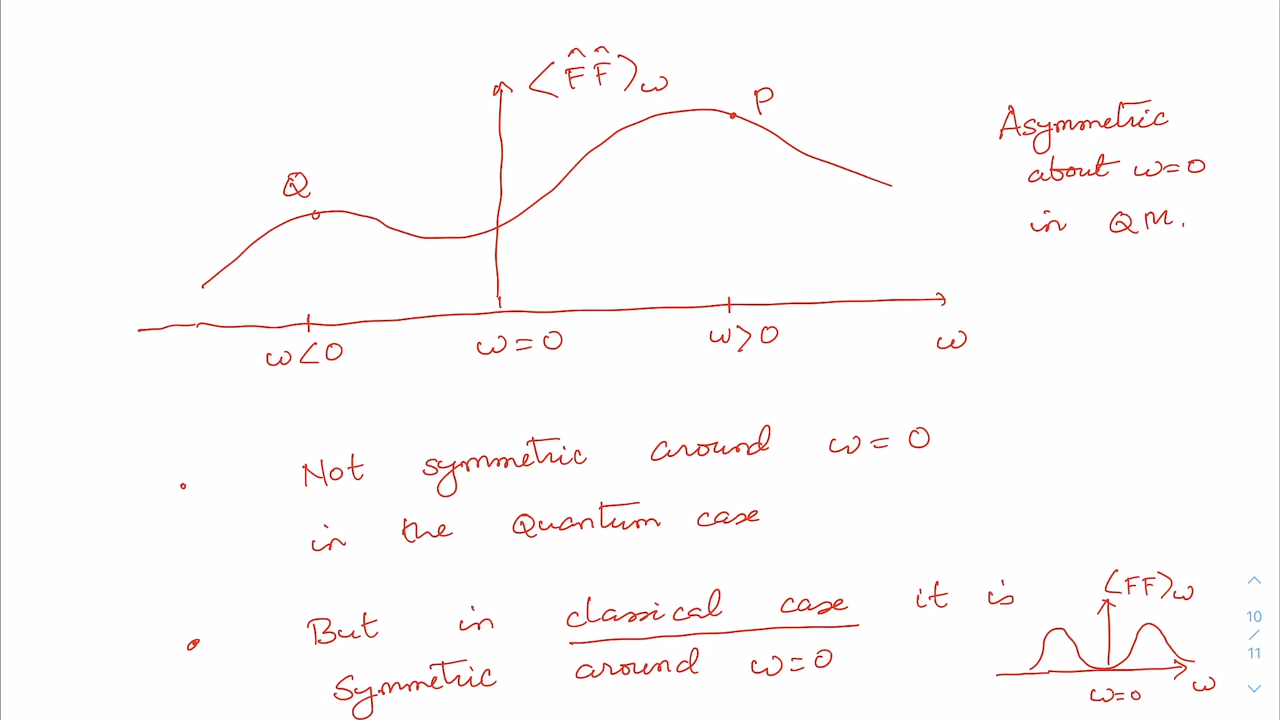 ⟨F̂ F̂⟩ω
P
Q
Asymmetric
about ω=0
in QM.
ω<0
ω=0
ω>0
ω
. Not symmetric around ω=0
in the Quantum case
. But in classical case it is
symmetric around ω=0
⟨FF⟩ω
ω=0
ω
10
/
11